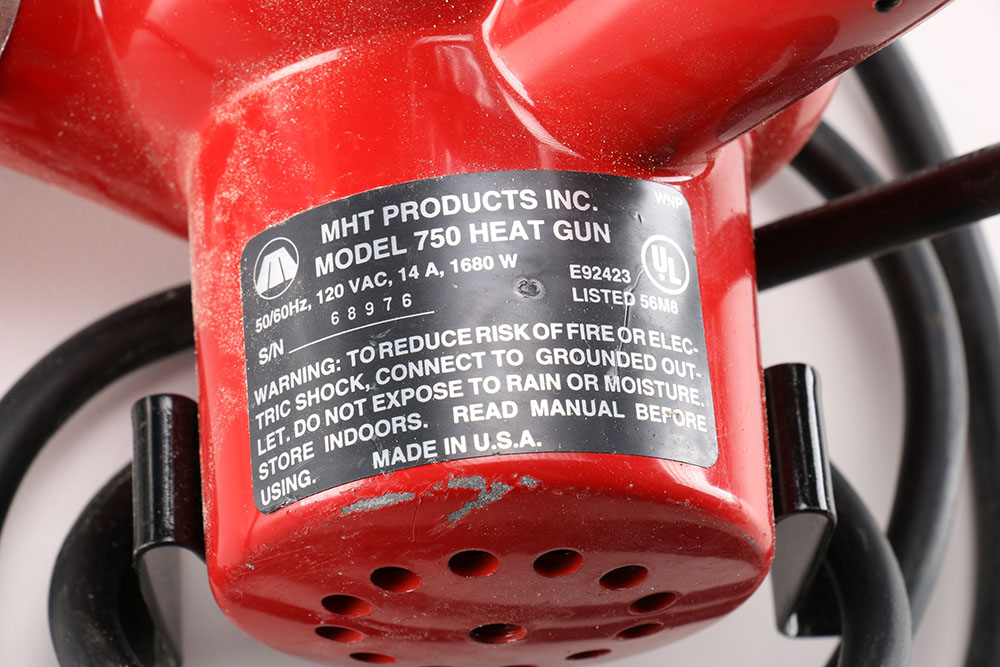 WNP
MHT PRODUCTS INC.
MODEL 750 HEAT GUN
50/60Hz, 120 VAC, 14 A, 1680 W
S/N 68976
UL
E92423
LISTED 56M8
WARNING: TO REDUCE RISK OF FIRE OR ELEC-
TRIC SHOCK, CONNECT TO GROUNDED OUT-
LET. DO NOT EXPOSE TO RAIN OR MOISTURE.
STORE INDOORS. READ MANUAL BEFORE
USING. MADE IN U.S.A.